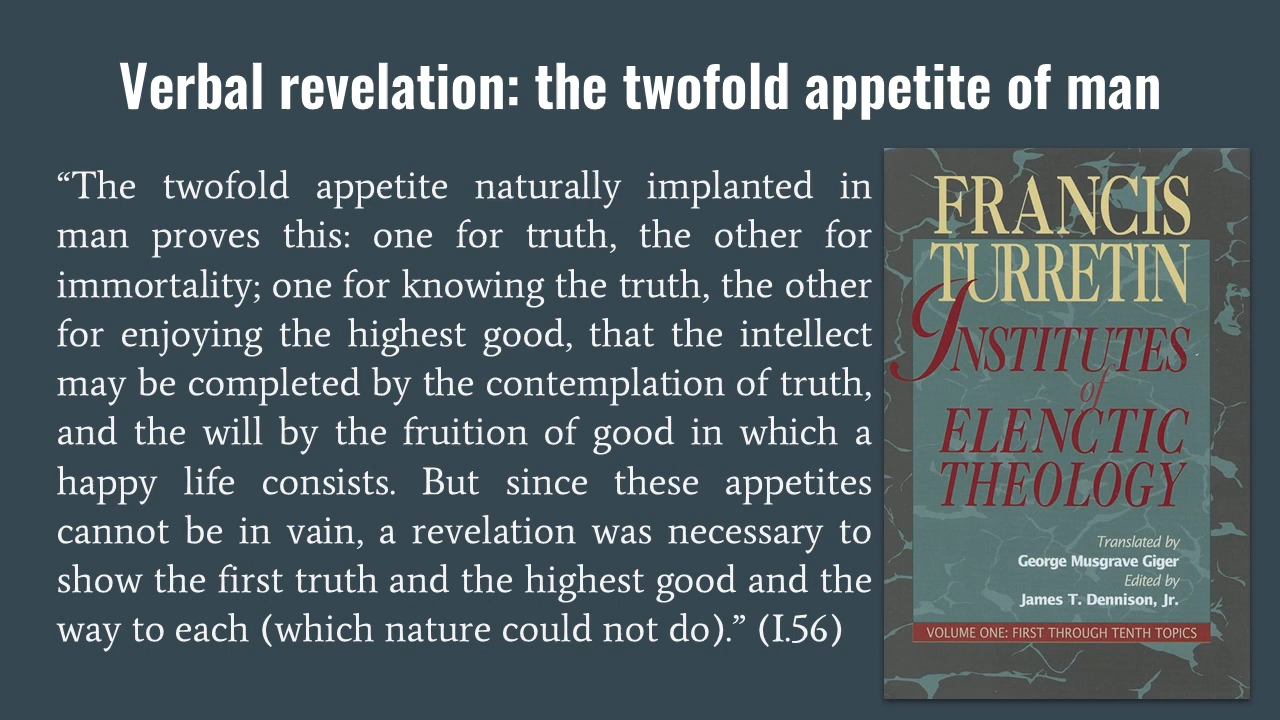 Verbal revelation: the twofold appetite of man
“The twofold appetite naturally implanted in
man proves this: one for truth, the other for
immortality; one for knowing the truth, the other
for enjoying the highest good, that the intellect
may be completed by the contemplation of truth,
and the will by the fruition of good in which a
happy life consists. But since these appetites
cannot be in vain, a revelation was necessary to
show the first truth and the highest good and the
way to each (which nature could not do).” (I.56)
FRANCIS
TURRETIN
INSTITUTES
of
ELENCTIC
THEOLOGY
Translated by
George Musgrave Giger
Edited by
James T. Dennison, Jr.
VOLUME ONE: FIRST THROUGH TENTH TOPICS